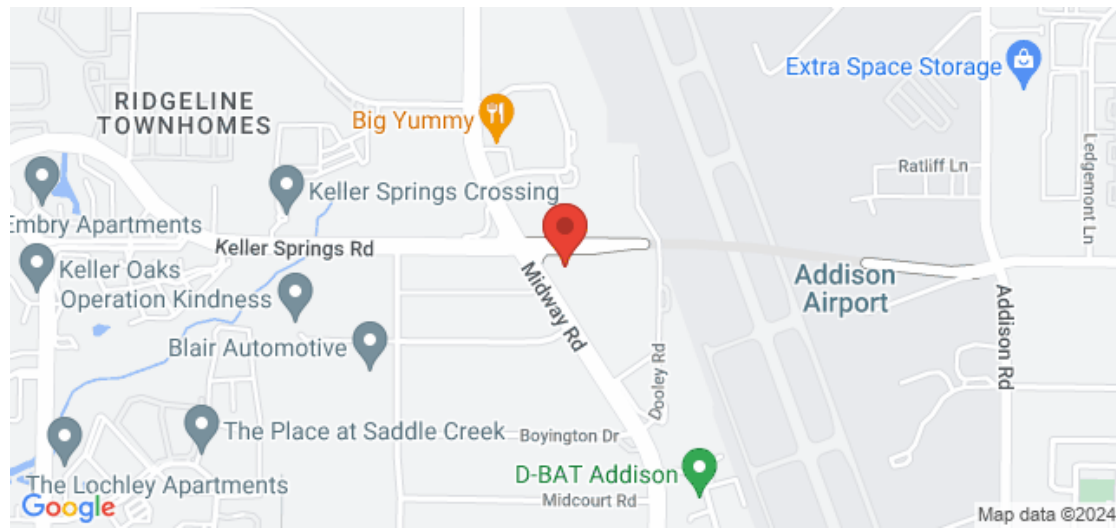 Extra Space Storage
RIDGELINE
TOWNHOMES
Big Yummy
Ratliff Ln
Ledgemont Ln
Keller Springs Crossing
Embry Apartments
Keller Springs Rd
Keller Oaks
Operation Kindness
Midway Rd
Addison
Airport
Addison Rd
Blair Automotive
Dooley Rd
The Place at Saddle Creek
Boyington Dr
D-BAT Addison
The Lochley Apartments
Midcourt Rd
Google
Map data ©2024